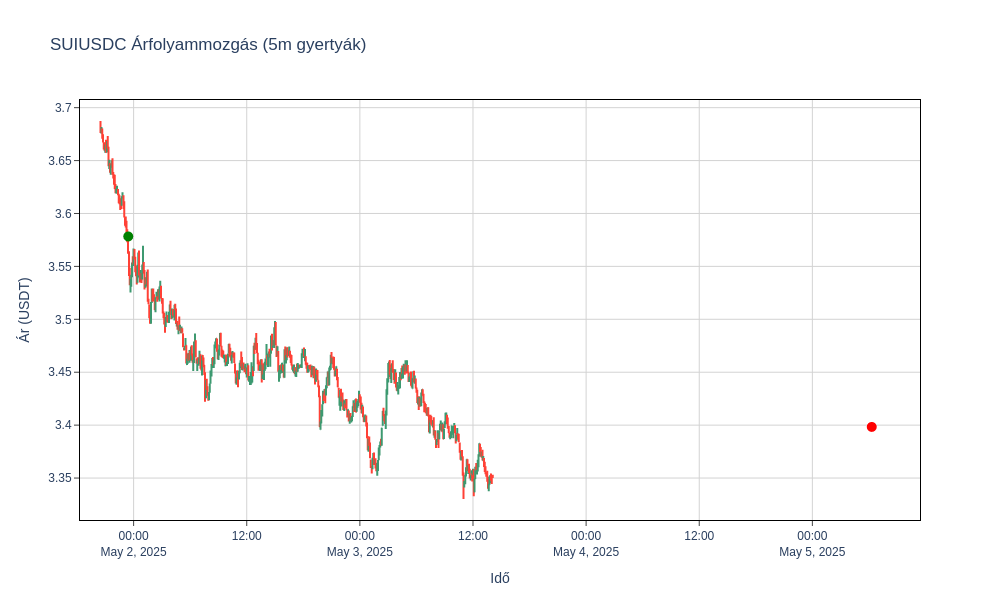 SUIUSDC Árfolyammozgás (5m gyertyák)
3.7
3.65
3.6
3.55
3.5
3.45
3.4
3.35
Ár (USDT)
00:00 12:00 00:00 12:00 00:00 12:00 00:00
May 2, 2025 May 3, 2025 May 4, 2025 May 5, 2025
Idő